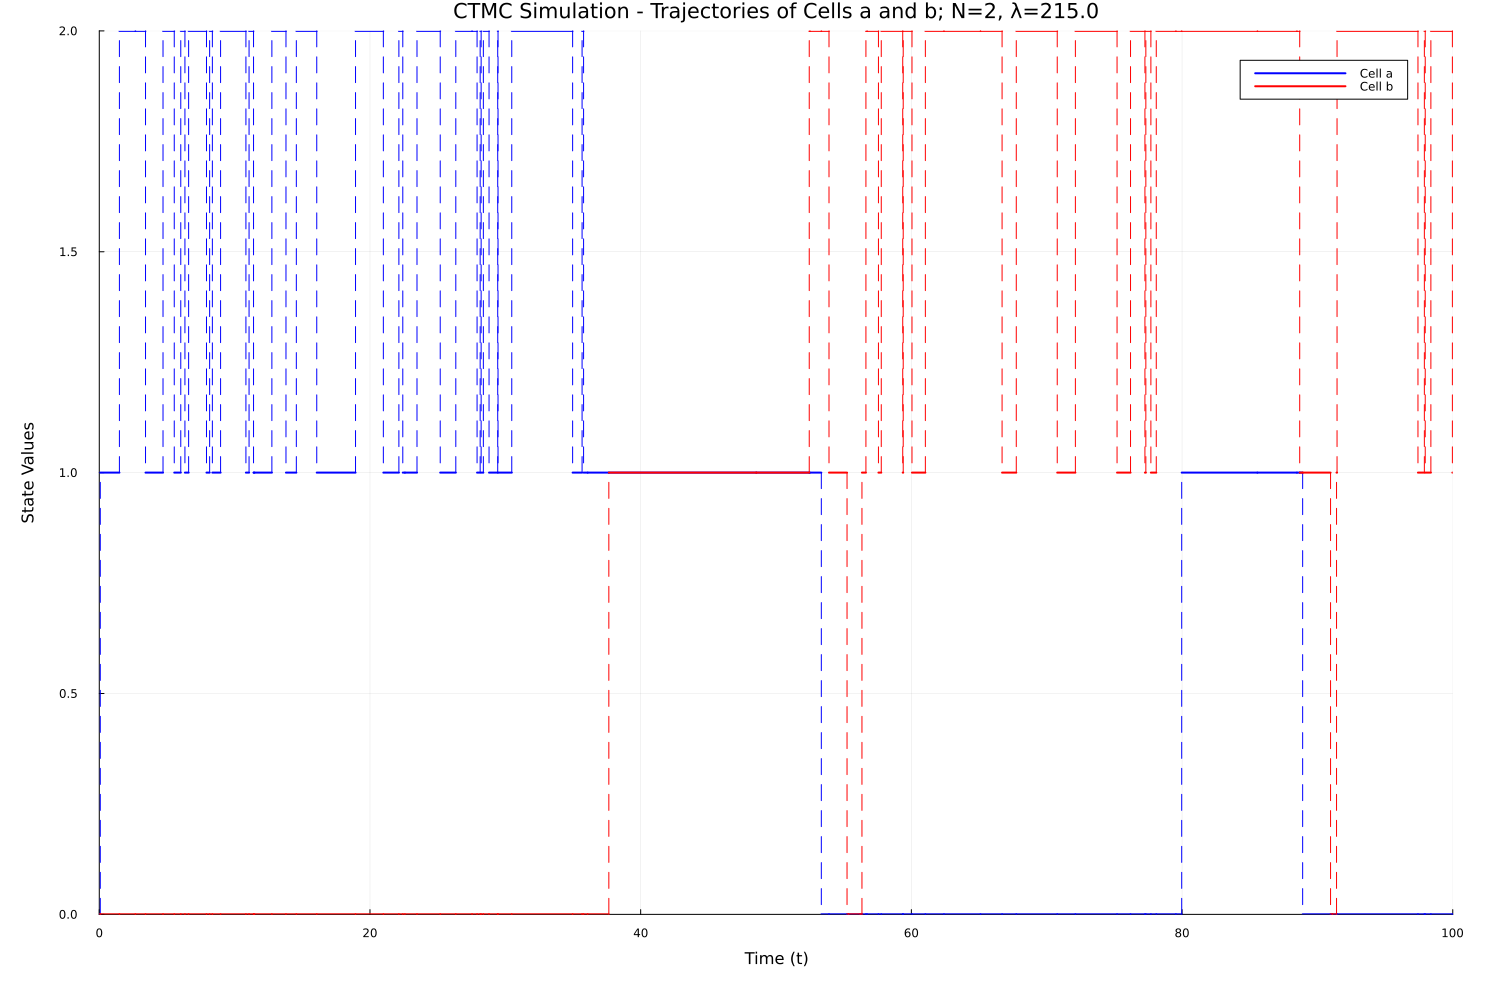 CTMC Simulation - Trajectories of Cells a and b; N=2, λ=215.0
2.0
Cell a
Cell b
1.5
State Values
1.0
0.5
0.0
0 20 40 60 80 100
Time (t)